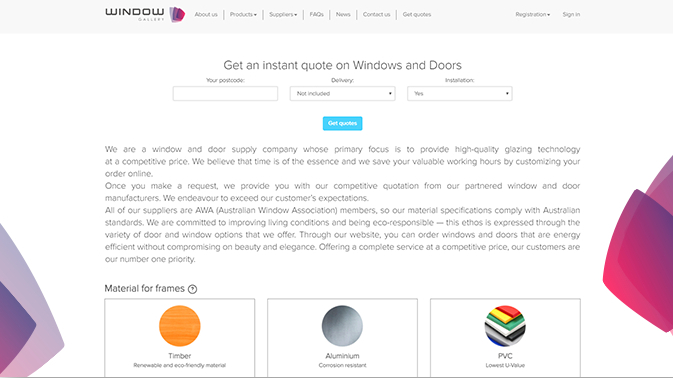 WINDOW
GALLERY
About us Products Suppliers FAQs News Contact us Get quotes Registration Sign in
Get an instant quote on Windows and Doors
Your postcode: Delivery: Installation:
Not included Yes
Get quotes
We are a window and door supply company whose primary focus is to provide high-quality glazing technology
at a competitive price. We believe that time is of the essence and we save your valuable working hours by customizing your
order online.
Once you make a request, we provide you with our competitive quotation from our partnered window and door
manufacturers. We endeavour to exceed our customer's expectations.
All of our suppliers are AWA (Australian Window Association) members, so our material specifications comply with Australian
standards. We are committed to improving living conditions and being eco-responsible — this ethos is expressed through the
variety of door and window options that we offer. Through our website, you can order windows and doors that are energy
efficient without compromising on beauty and elegance. Offering a complete service at a competitive price, our customers are
our number one priority.
Material for frames ?
Timber Aluminium PVC
Renewable and eco-friendly material Corrosion resistant Lowest U-Value